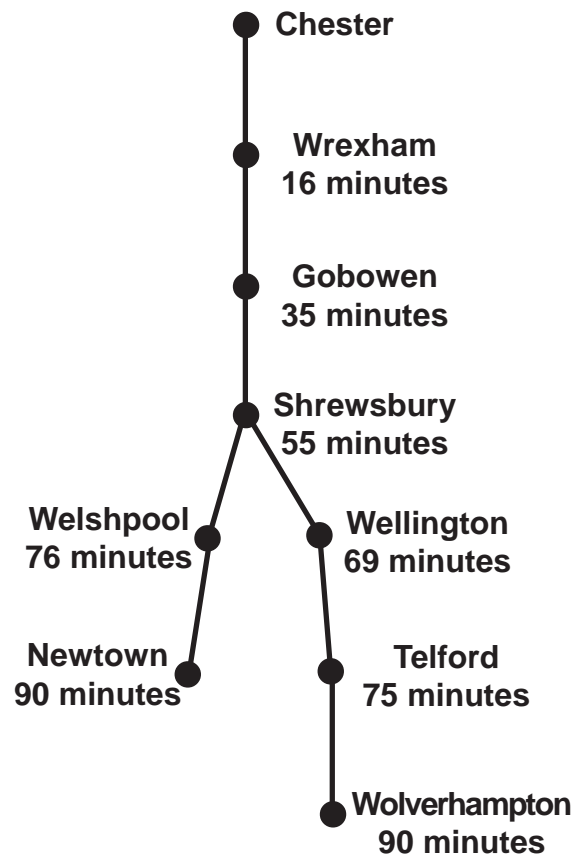 Chester
Wrexham
16 minutes
Gobowen
35 minutes
Shrewsbury
55 minutes
Welshpool
76 minutes
Wellington
69 minutes
Newtown
90 minutes
Telford
75 minutes
Wolverhampton
90 minutes